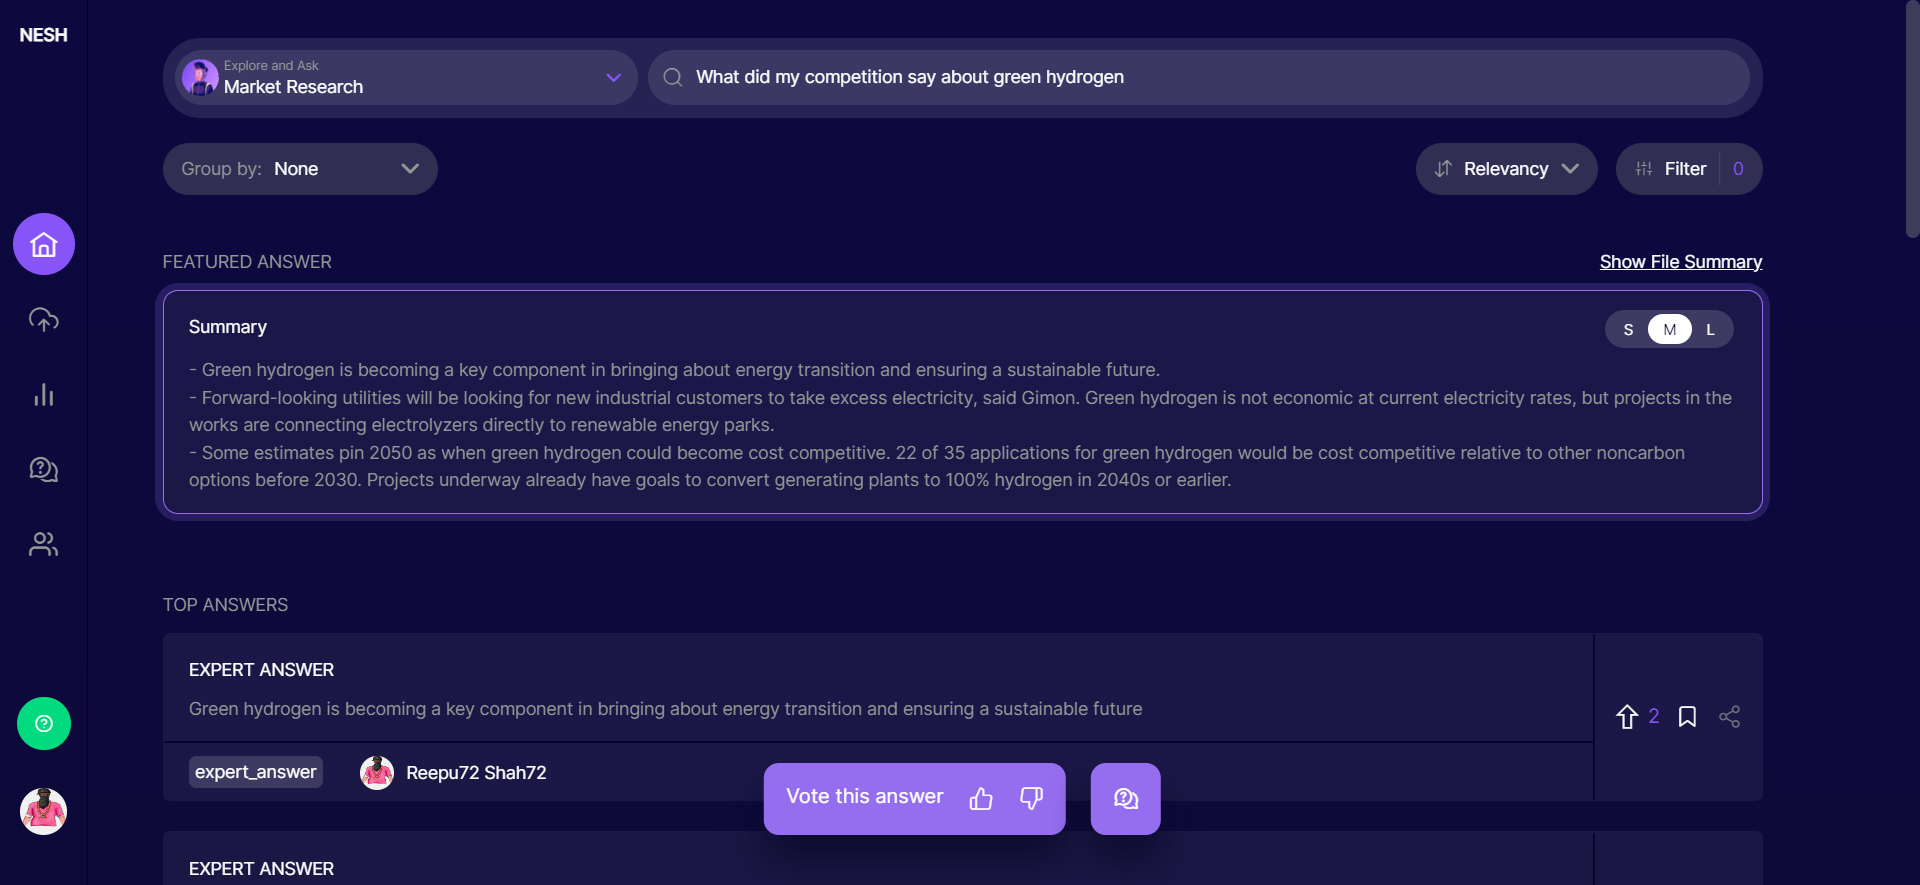 NESH
Explore and Ask
Market Research
What did my competition say about green hydrogen
Group by: None
Relevancy
Filter 0
FEATURED ANSWER
Show File Summary
Summary
S M L
- Green hydrogen is becoming a key component in bringing about energy transition and ensuring a sustainable future.
- Forward-looking utilities will be looking for new industrial customers to take excess electricity, said Gimon. Green hydrogen is not economic at current electricity rates, but projects in the
works are connecting electrolyzers directly to renewable energy parks.
- Some estimates pin 2050 as when green hydrogen could become cost competitive. 22 of 35 applications for green hydrogen would be cost competitive relative to other noncarbon
options before 2030. Projects underway already have goals to convert generating plants to 100% hydrogen in 2040s or earlier.
TOP ANSWERS
EXPERT ANSWER
Green hydrogen is becoming a key component in bringing about energy transition and ensuring a sustainable future
2
expert_answer
Reepu72 Shah72
Vote this answer
EXPERT ANSWER